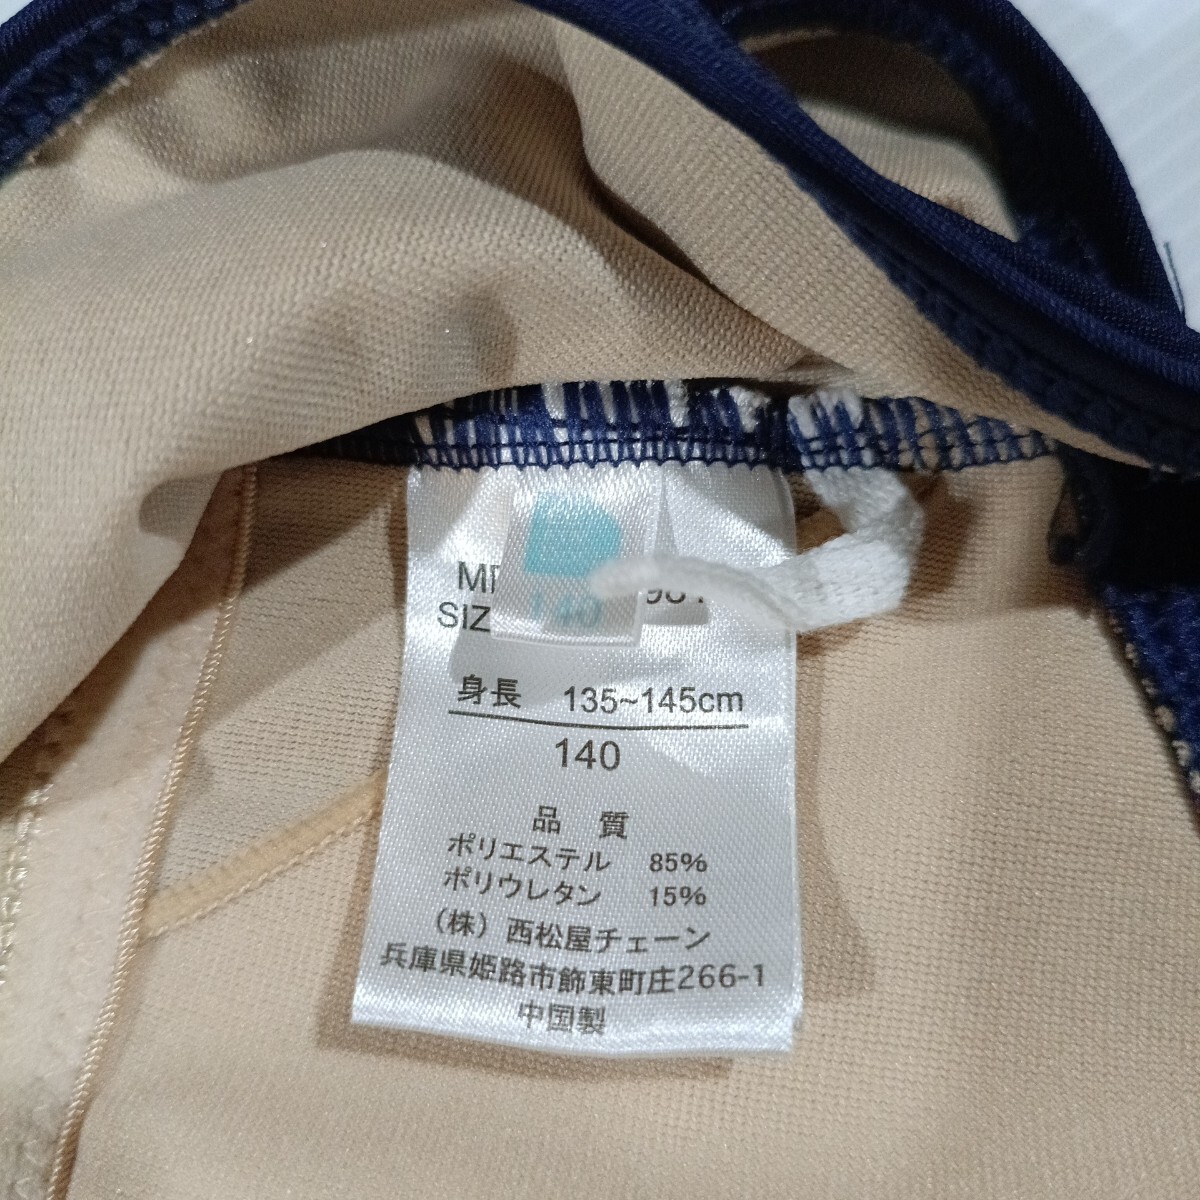 140
身長 135~145cm
140
品 質
ポリエステル 85%
ポリウレタン 15%
(株) 西松屋チェーン
兵庫県姫路市飾東町庄266-1
中国製